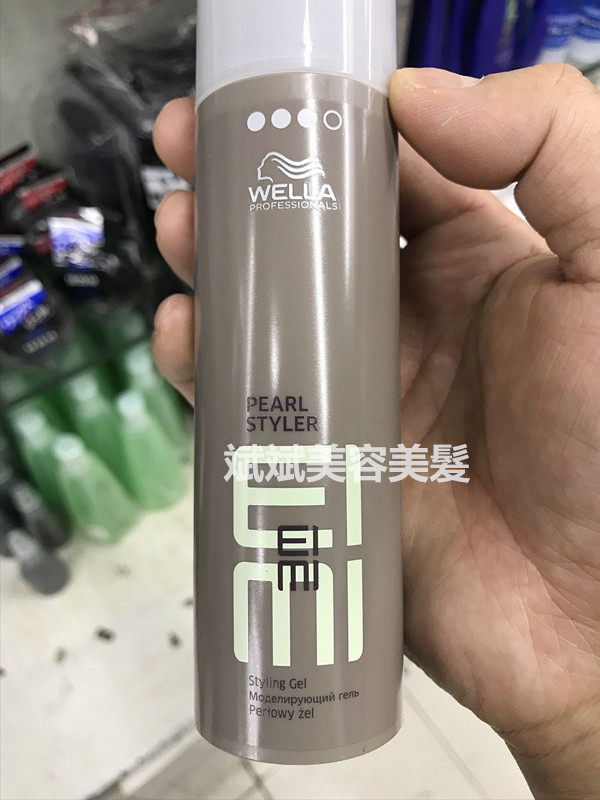 WELLA
PROFESSIONALS
PEARL
STYLER
斌斌美容美髮
EIMI
Styling Gel
Моделирующий гель
Perłowy żel